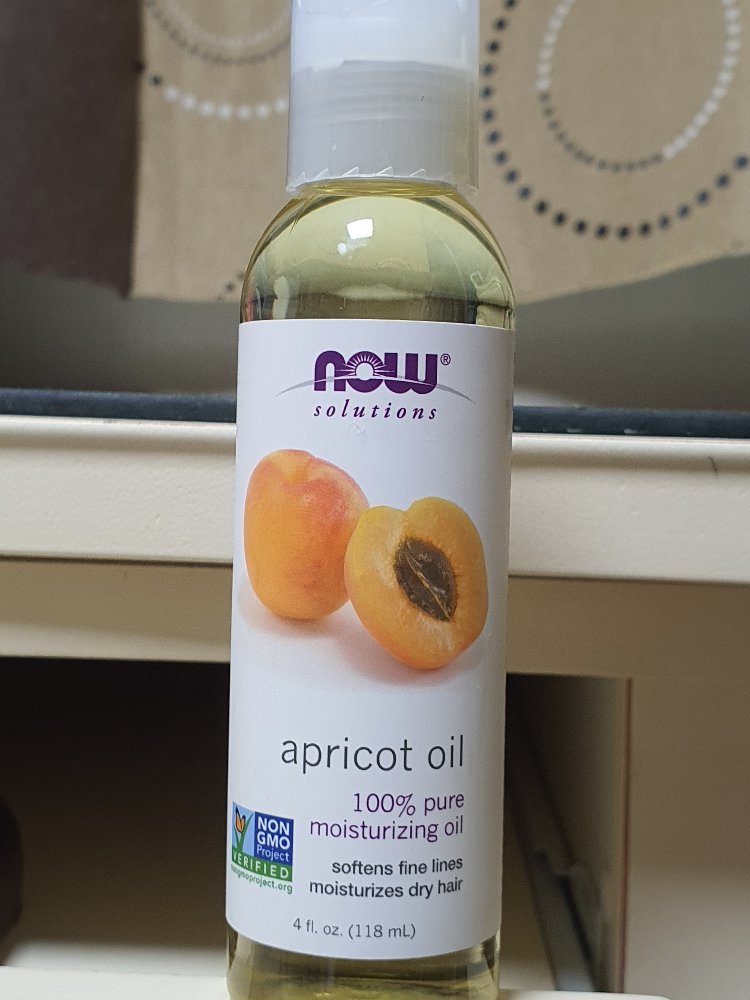 now®
solutions
apricot oil
100% pure
moisturizing oil
NON
GMO
Project
VERIFIED
nongmoproject.org
softens fine lines
moisturizes dry hair
4 fl. oz. (118 mL)